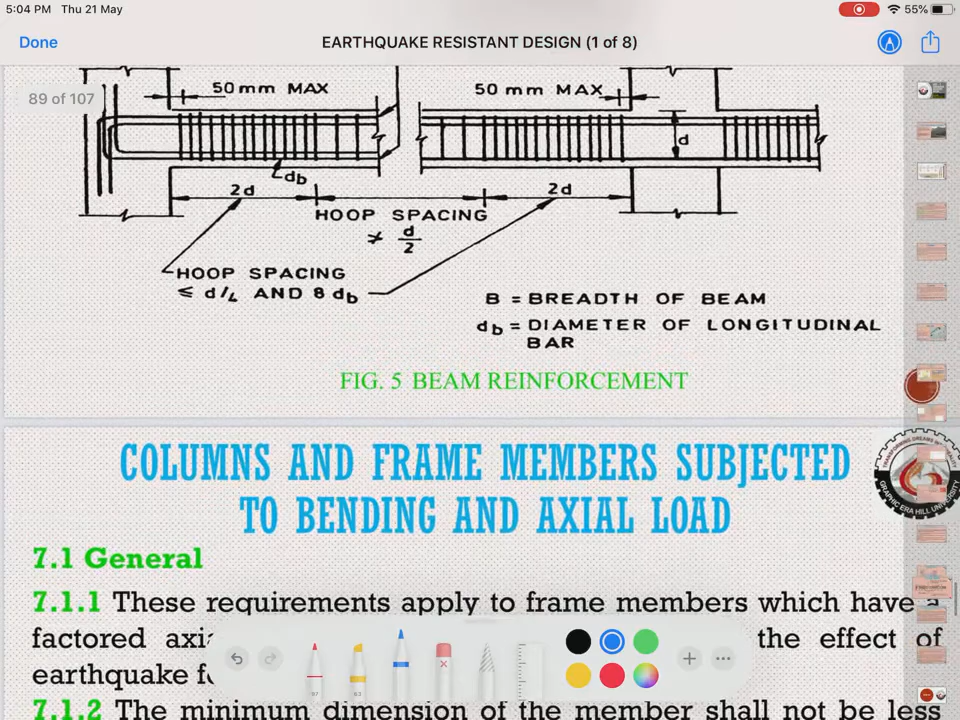 5:04 PM Thu 21 May
55%
Done
EARTHQUAKE RESISTANT DESIGN (1 of 8)
89 of 107
50 mm MAX
50 mm MAX
d
db
2d
2d
HOOP SPACING
≯ d/2
HOOP SPACING
≤ d/4 AND 8 db
B = BREADTH OF BEAM
db = DIAMETER OF LONGITUDINAL
BAR
FIG. 5 BEAM REINFORCEMENT
COLUMNS AND FRAME MEMBERS SUBJECTED
TO BENDING AND AXIAL LOAD
GRAPHIC ERA HILL UNIVERSITY
7.1 General
7.1.1 These requirements apply to frame members which have a
factored axi
the effect of
earthquake fo
7.1.2 The minimum dimension of the member shall not be less